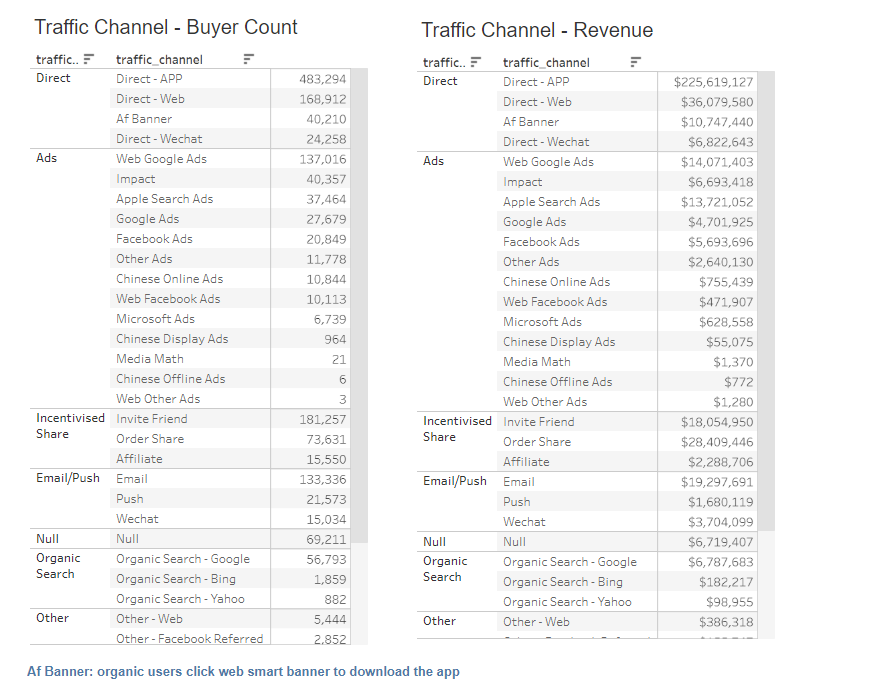 Traffic Channel - Buyer Count
traffic.. traffic_channel
Direct Direct - APP 483,294
Direct - Web 168,912
Af Banner 40,210
Direct - Wechat 24,258
Ads Web Google Ads 137,016
Impact 40,357
Apple Search Ads 37,464
Google Ads 27,679
Facebook Ads 20,849
Other Ads 11,778
Chinese Online Ads 10,844
Web Facebook Ads 10,113
Microsoft Ads 6,739
Chinese Display Ads 964
Media Math 21
Chinese Offline Ads 6
Web Other Ads 3
Incentivised Invite Friend 181,257
Share Order Share 73,631
Affiliate 15,550
Email/Push Email 133,336
Push 21,573
Wechat 15,034
Null Null 69,211
Organic Organic Search - Google 56,793
Search Organic Search - Bing 1,859
Organic Search - Yahoo 882
Other Other - Web 5,444
Other - Facebook Referred 2,852
Traffic Channel - Revenue
traffic.. traffic_channel
Direct Direct - APP $225,619,127
Direct - Web $36,079,580
Af Banner $10,747,440
Direct - Wechat $6,822,643
Ads Web Google Ads $14,071,403
Impact $6,693,418
Apple Search Ads $13,721,052
Google Ads $4,701,925
Facebook Ads $5,693,696
Other Ads $2,640,130
Chinese Online Ads $755,439
Web Facebook Ads $471,907
Microsoft Ads $628,558
Chinese Display Ads $55,075
Media Math $1,370
Chinese Offline Ads $772
Web Other Ads $1,280
Incentivised Invite Friend $18,054,950
Share Order Share $28,409,446
Affiliate $2,288,706
Email/Push Email $19,297,691
Push $1,680,119
Wechat $3,704,099
Null Null $6,719,407
Organic Organic Search - Google $6,787,683
Search Organic Search - Bing $182,217
Organic Search - Yahoo $98,955
Other Other - Web $386,318
Af Banner: organic users click web smart banner to download the app